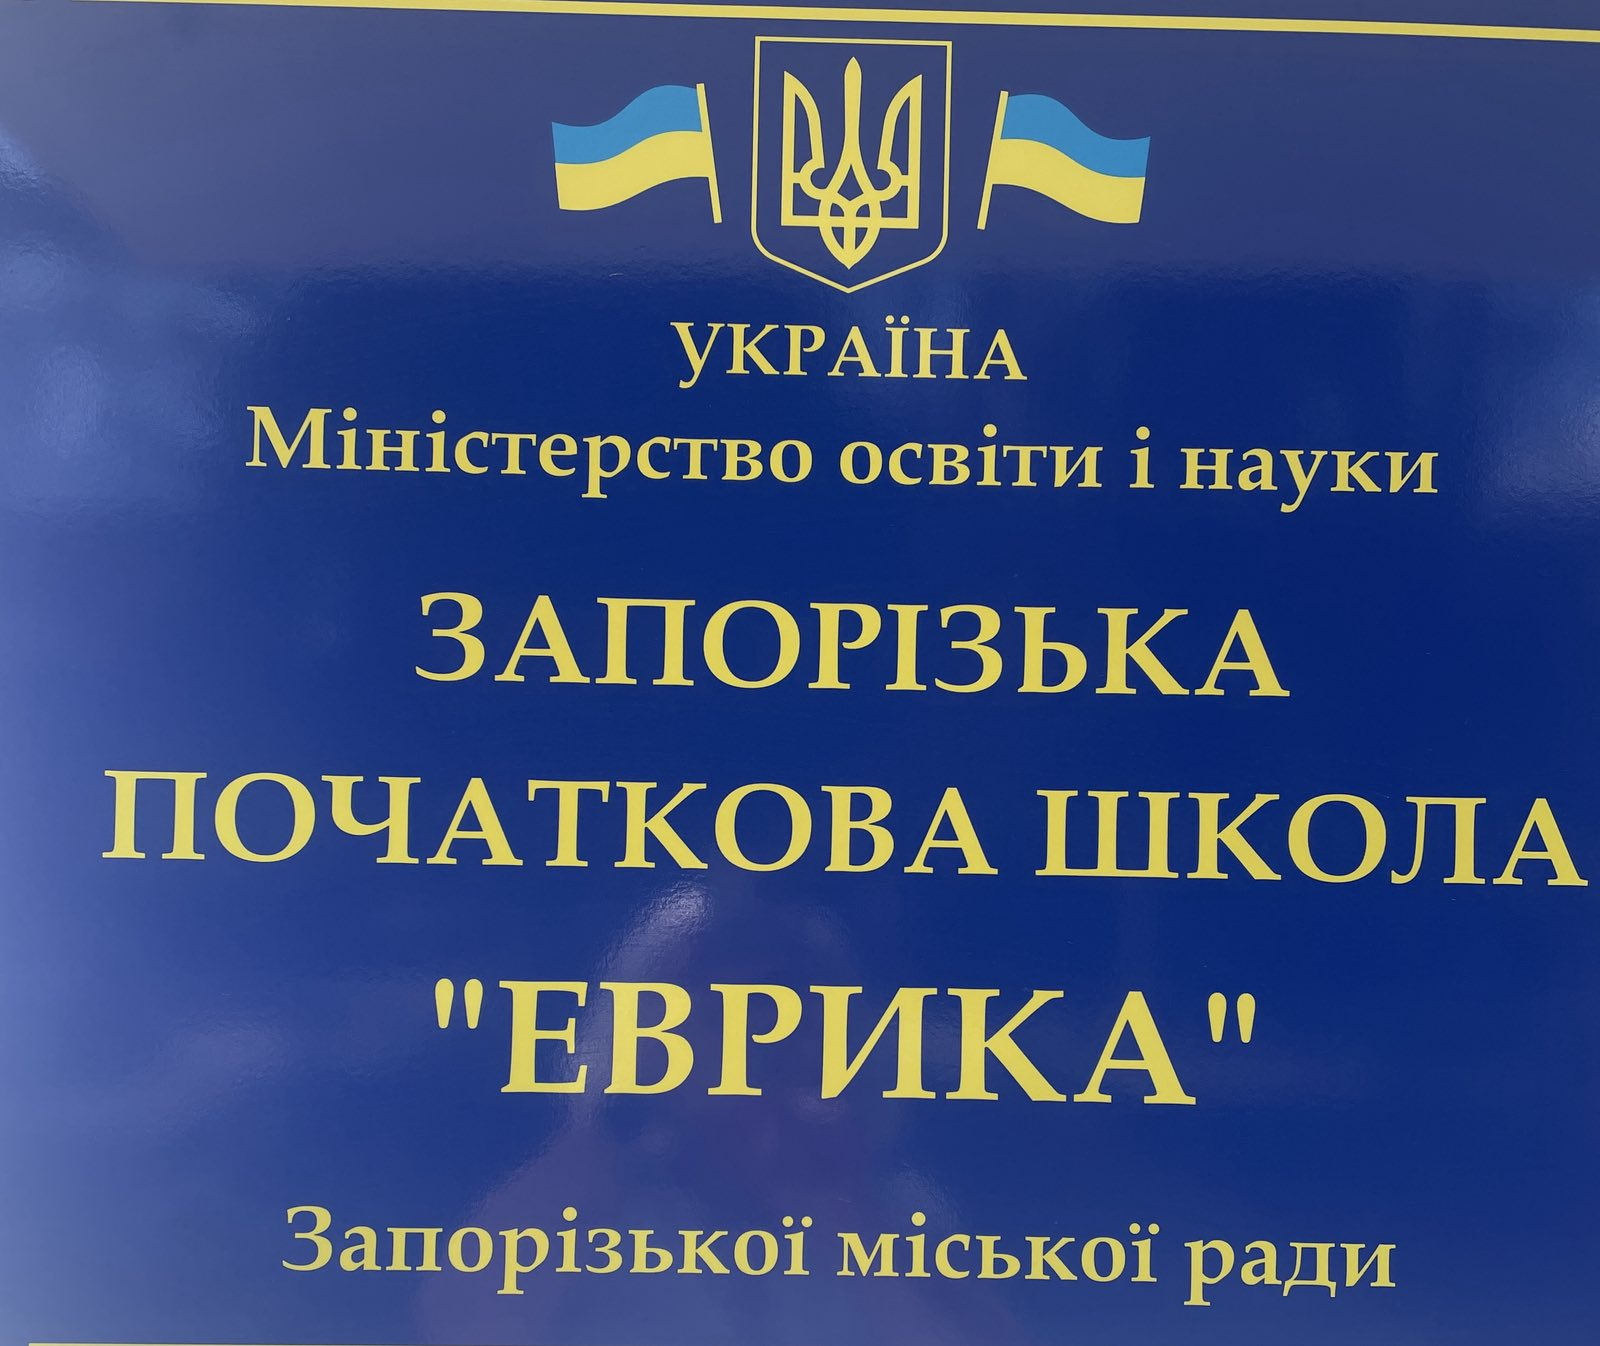 УКРАЇНА
Міністерство освіти і науки
ЗАПОРІЗЬКА
ПОЧАТКОВА ШКОЛА
"ЕВРИКА"
Запорізької міської ради